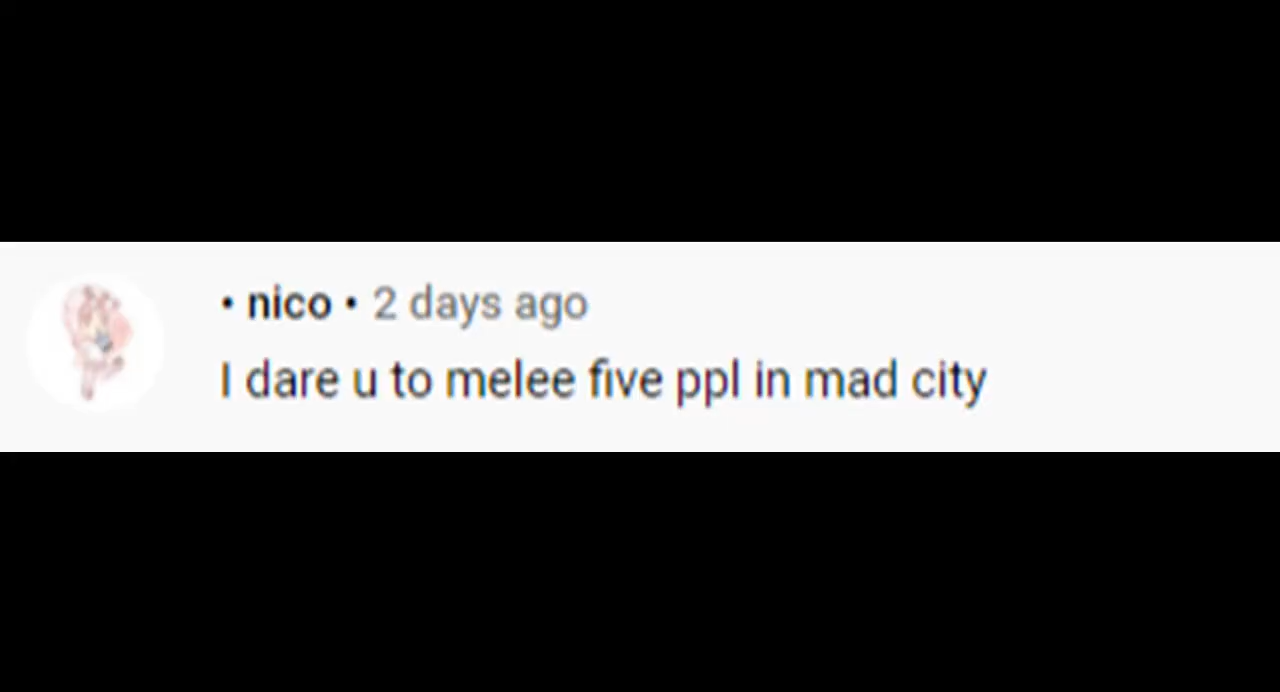 • nico • 2 days ago
I dare u to melee five ppl in mad city